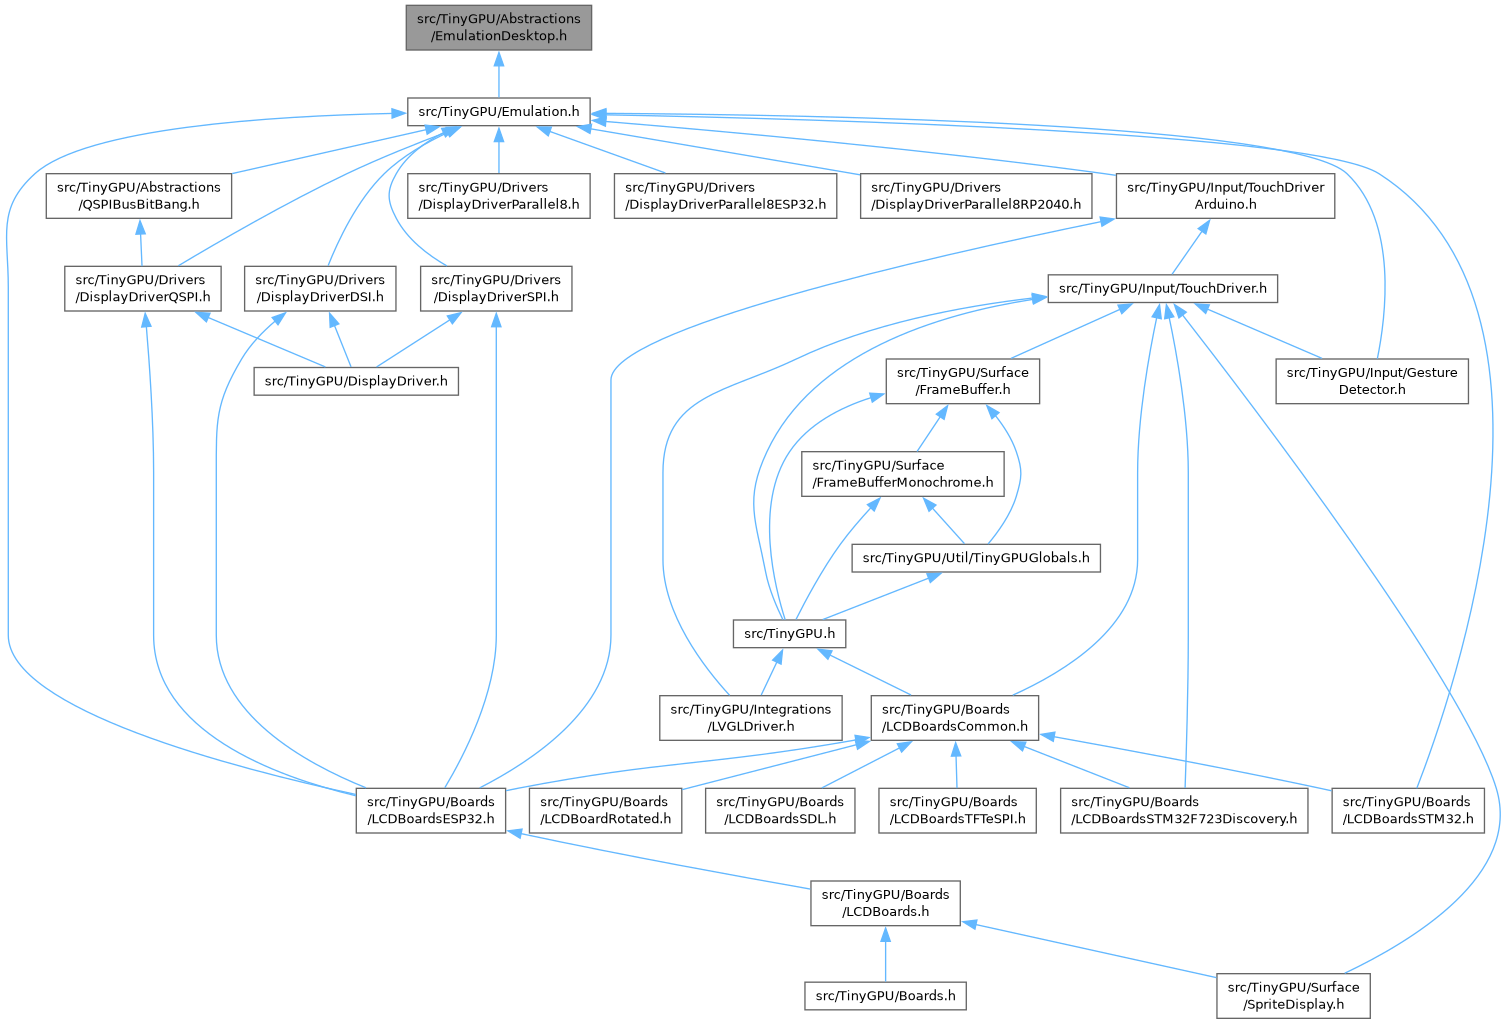 src/TinyGPU/Abstractions
/EmulationDesktop.h
src/TinyGPU/Emulation.h
src/TinyGPU/Abstractions
/QSPIBusBitBang.h
src/TinyGPU/Drivers
/DisplayDriverParallel8.h
src/TinyGPU/Drivers
/DisplayDriverParallel8ESP32.h
src/TinyGPU/Drivers
/DisplayDriverParallel8RP2040.h
src/TinyGPU/Input/TouchDriver
Arduino.h
src/TinyGPU/Drivers
/DisplayDriverQSPI.h
src/TinyGPU/Drivers
/DisplayDriverDSI.h
src/TinyGPU/Drivers
/DisplayDriverSPI.h
src/TinyGPU/Input/TouchDriver.h
src/TinyGPU/DisplayDriver.h
src/TinyGPU/Surface
/FrameBuffer.h
src/TinyGPU/Input/Gesture
Detector.h
src/TinyGPU/Surface
/FrameBufferMonochrome.h
src/TinyGPU/Util/TinyGPUGlobals.h
src/TinyGPU.h
src/TinyGPU/Integrations
/LVGLDriver.h
src/TinyGPU/Boards
/LCDBoardsCommon.h
src/TinyGPU/Boards
/LCDBoardsESP32.h
src/TinyGPU/Boards
/LCDBoardRotated.h
src/TinyGPU/Boards
/LCDBoardsSDL.h
src/TinyGPU/Boards
/LCDBoardsTFTeSPI.h
src/TinyGPU/Boards
/LCDBoardsSTM32F723Discovery.h
src/TinyGPU/Boards
/LCDBoardsSTM32.h
src/TinyGPU/Boards
/LCDBoards.h
src/TinyGPU/Boards.h
src/TinyGPU/Surface
/SpriteDisplay.h